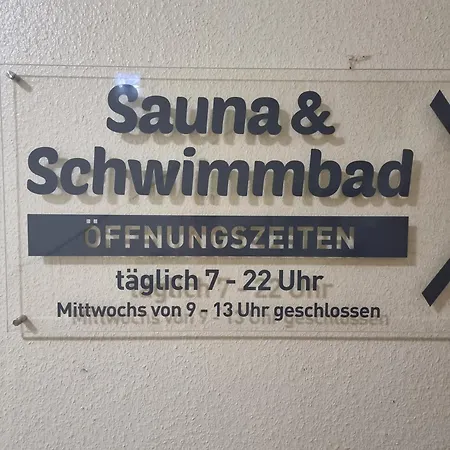 Sauna &
Schwimmbad
ÖFFNUNGSZEITEN
täglich 7 - 22 Uhr
Mittwochs von 9 - 13 Uhr geschlossen